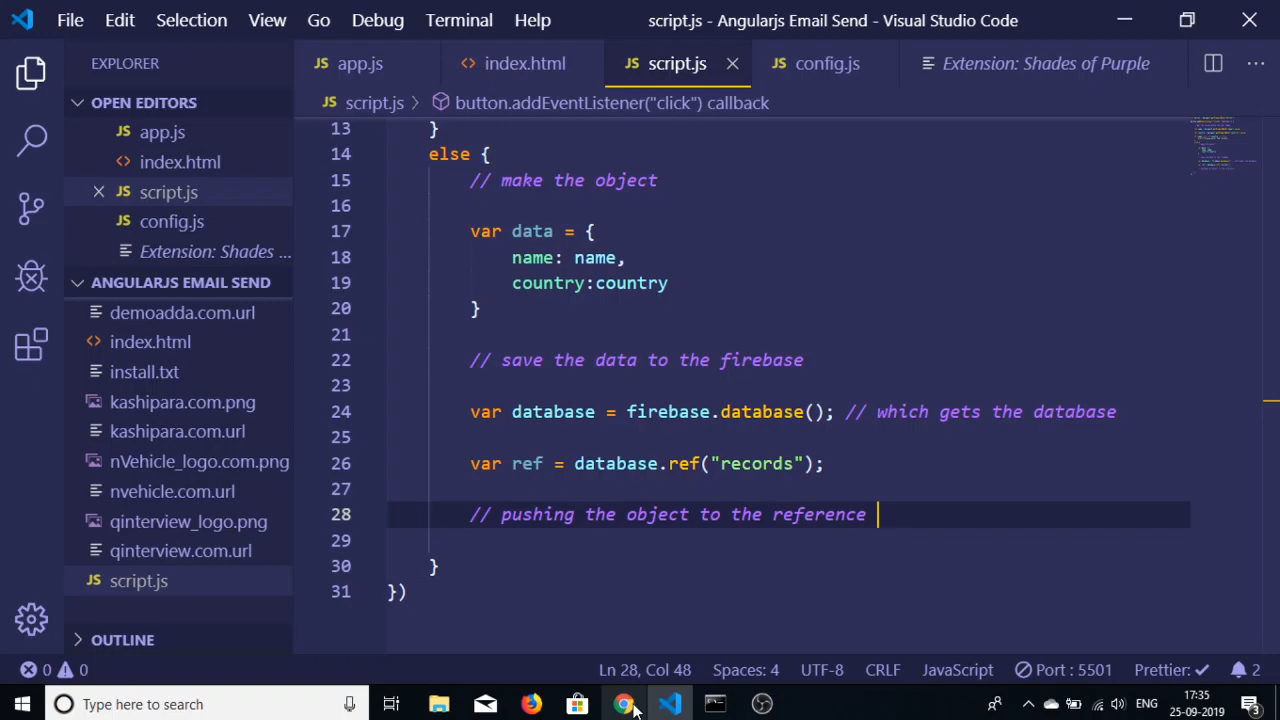 File Edit Selection View Go Debug Terminal Help script.js - Angularjs Email Send - Visual Studio Code
EXPLORER
OPEN EDITORS
JS app.js
<> index.html
JS script.js
JS config.js
Extension: Shades ...
ANGULARJS EMAIL SEND
demoadda.com.url
<> index.html
install.txt
kashipara.com.png
kashipara.com.url
nVehicle_logo.com.png
nvehicle.com.url
qinterview_logo.png
qinterview.com.url
JS script.js
OUTLINE
JS app.js <> index.html JS script.js JS config.js Extension: Shades of Purple
JS script.js > button.addEventListener("click") callback
13 }
14 else {
15 // make the object
16
17 var data = {
18 name: name,
19 country:country
20 }
21
22 // save the data to the firebase
23
24 var database = firebase.database(); // which gets the database
25
26 var ref = database.ref("records");
27
28 // pushing the object to the reference
29
30 }
31 })
0 0 Ln 28, Col 48 Spaces: 4 UTF-8 CRLF JavaScript Port : 5501 Prettier: ✓ 2
Type here to search 17:35
25-09-2019 3